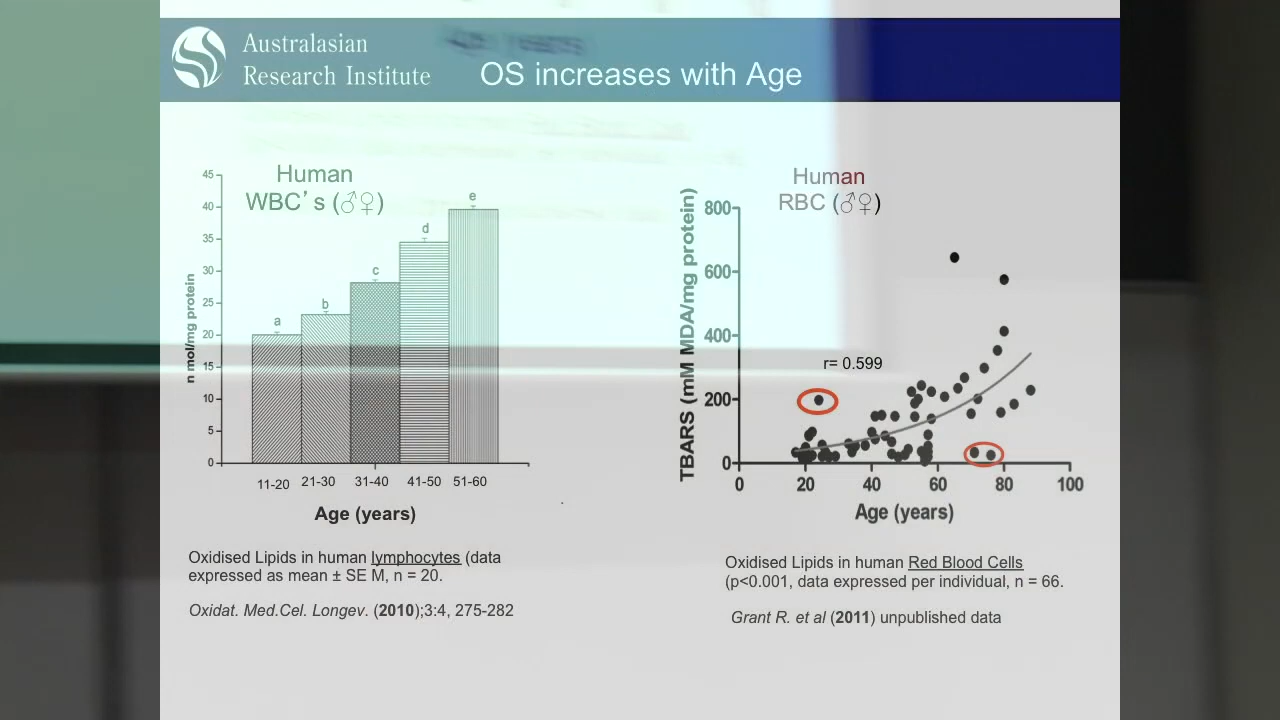 Australasian
Research Institute
OS increases with Age
Human
WBC's (♂♀)
45
40
35
30
25
20
15
10
5
0
n mol/mg protein
a
b
c
d
e
11-20
21-30
31-40
41-50
51-60
Age (years)
Oxidised Lipids in human lymphocytes (data
expressed as mean ± SE M, n = 20.
Oxidat. Med.Cel. Longev. (2010);3:4, 275-282
Human
RBC (♂♀)
TBARS (mM MDA/mg protein)
800
600
400
200
0
r= 0.599
0
20
40
60
80
100
Age (years)
Oxidised Lipids in human Red Blood Cells
(p<0.001, data expressed per individual, n = 66.
Grant R. et al (2011) unpublished data